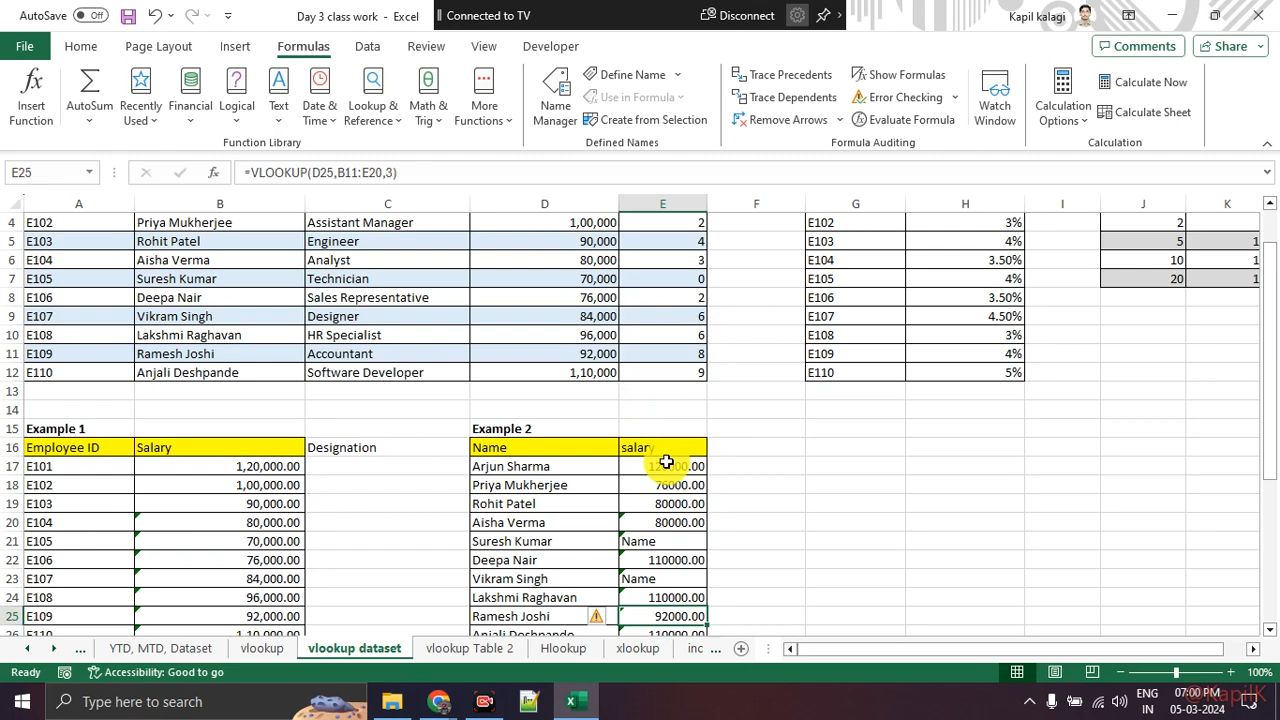 AutoSave Off Day 3 class work - Excel Connected to TV Disconnect Kapil kalagi
File Home Page Layout Insert Formulas Data Review View Developer Comments Share
Insert Function
AutoSum
Recently Used
Financial
Logical
Text
Date & Time
Lookup & Reference
Math & Trig
More Functions
Function Library
Name Manager
Define Name
Use in Formula
Create from Selection
Defined Names
Trace Precedents
Trace Dependents
Remove Arrows
Show Formulas
Error Checking
Evaluate Formula
Formula Auditing
Watch Window
Calculation Options
Calculate Now
Calculate Sheet
Calculation
E25 fx =VLOOKUP(D25,B11:E20,3)
A B C D E F G H I J K
4 E102 Priya Mukherjee Assistant Manager 1,00,000 2 E102 3% 2
5 E103 Rohit Patel Engineer 90,000 4 E103 4% 5 1
6 E104 Aisha Verma Analyst 80,000 3 E104 3.50% 10 1
7 E105 Suresh Kumar Technician 70,000 0 E105 4% 20 1
8 E106 Deepa Nair Sales Representative 76,000 2 E106 3.50%
9 E107 Vikram Singh Designer 84,000 6 E107 4.50%
10 E108 Lakshmi Raghavan HR Specialist 96,000 6 E108 3%
11 E109 Ramesh Joshi Accountant 92,000 8 E109 4%
12 E110 Anjali Deshpande Software Developer 1,10,000 9 E110 5%
13
14
15 Example 1 Example 2
16 Employee ID Salary Designation Name salary
17 E101 1,20,000.00 Arjun Sharma
18 E102 1,00,000.00 Priya Mukherjee 76000.00
19 E103 90,000.00 Rohit Patel 80000.00
20 E104 80,000.00 Aisha Verma 80000.00
21 E105 70,000.00 Suresh Kumar Name
22 E106 76,000.00 Deepa Nair 110000.00
23 E107 84,000.00 Vikram Singh Name
24 E108 96,000.00 Lakshmi Raghavan 110000.00
25 E109 92,000.00 Ramesh Joshi 92000.00
26 E110 1,10,000.00 Anjali Deshpande 110000.00
... YTD, MTD, Dataset vlookup vlookup dataset vlookup Table 2 Hlookup xlookup inc ...
Ready Accessibility: Good to go 100%
Type here to search ENG IN 07:00 PM 05-03-2024
@KapilK